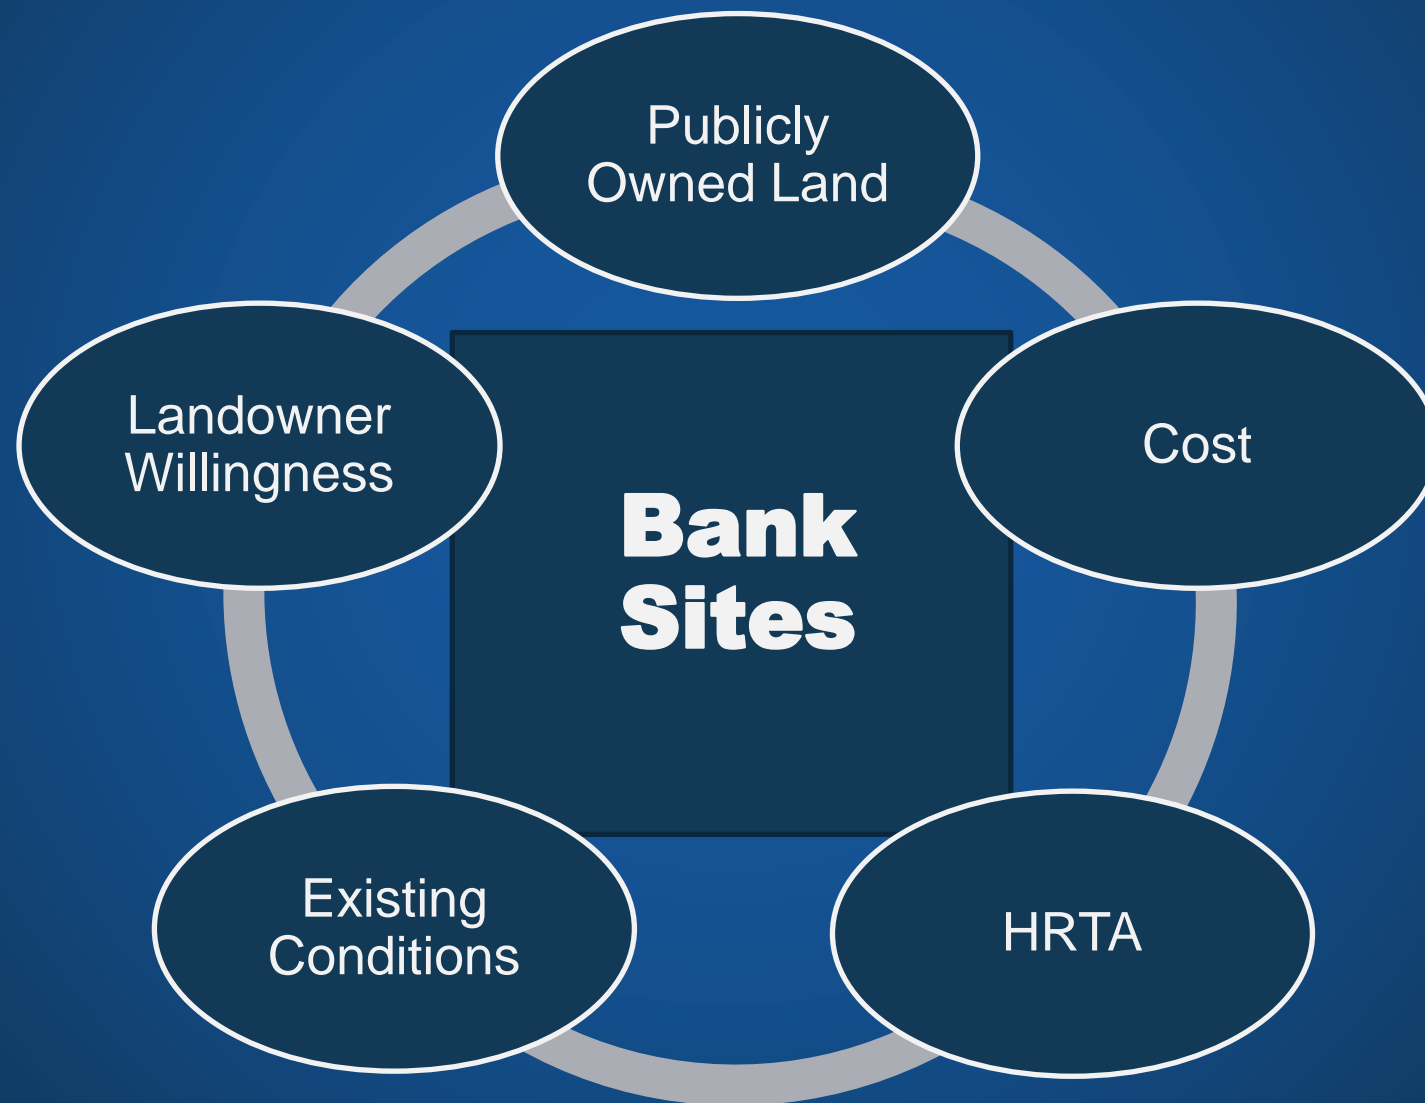 Publicly
Owned Land
Landowner
Willingness
Cost
Bank
Sites
Existing
Conditions
HRTA